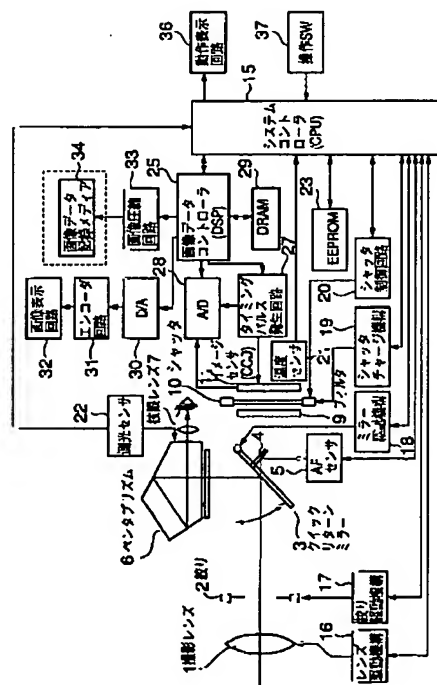 36
動作表示
回路
37
操作SW
15
システム
コントローラ
(CPU)
34
画像データ
記録メディア
33
画像圧縮
回路
25
画像データ
コントローラ
(DSP)
29
DRAM
23
EEPROM
20
シャッタ
制御回路
32
画像表示
回路
31
エンコーダ
回路
30
D/A
28
A/D
27
タイミング
パルス
発生回路
イメージ
センサ
(CCD)
温度
センサ
21
フィルタ
19
シャッタ
チャージ機構
10 シャッタ
9
22
測光センサ
接眼レンズ7
6ペンタプリズム
ミラー
駆動機構
18
4
5
AF
センサ
3
クイック
リターン
ミラー
2絞り
17
絞り
駆動機構
1撮影レンズ
16
レンズ
駆動機構